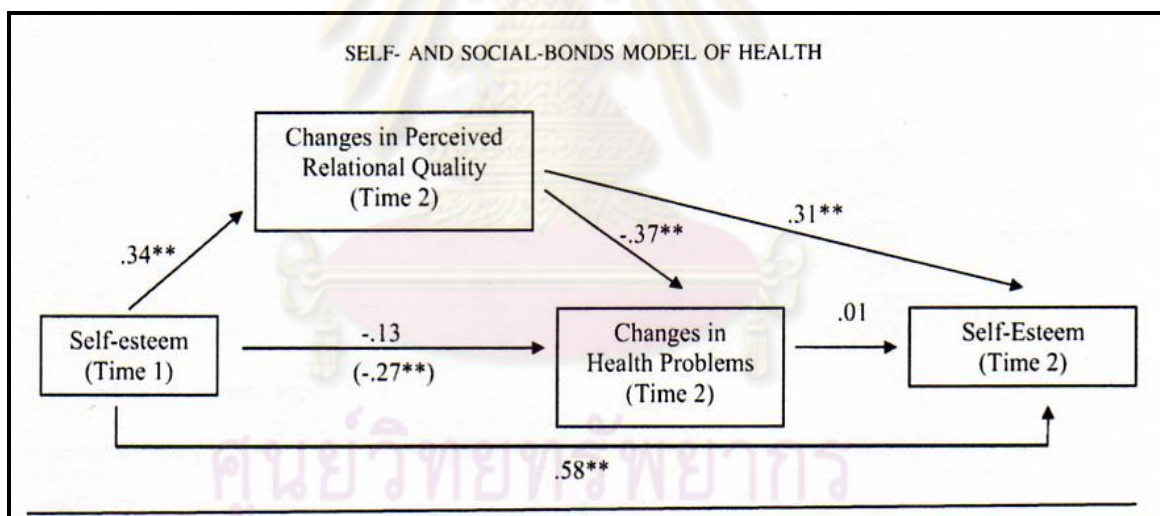 SELF- AND SOCIAL-BONDS MODEL OF HEALTH
Changes in Perceived
Relational Quality
(Time 2)
.34**
-.37**
.31**
Self-esteem
(Time 1)
-.13
(-.27**)
Changes in
Health Problems
(Time 2)
.01
Self-Esteem
(Time 2)
.58**
ศูนย์วิทยทรัพยากร